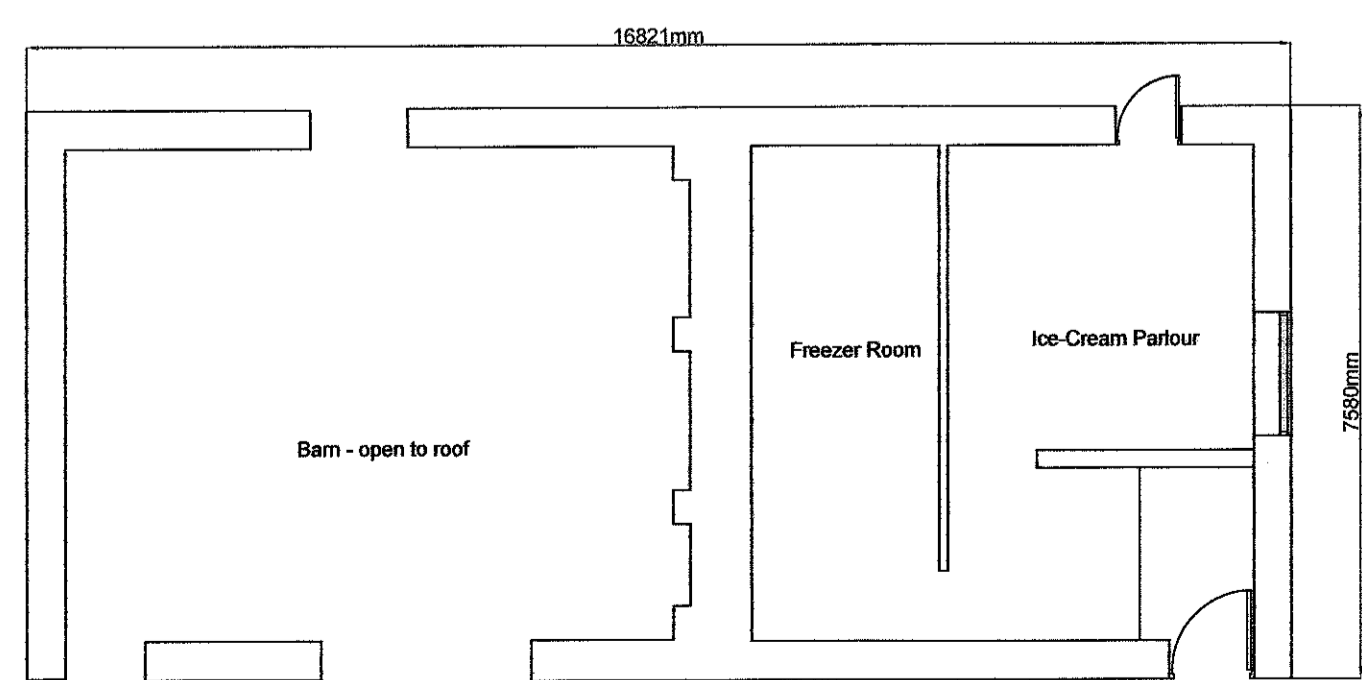 16821mm
Ice-Cream Parlour
Freezer Room
7580mm
Barn - open to roof